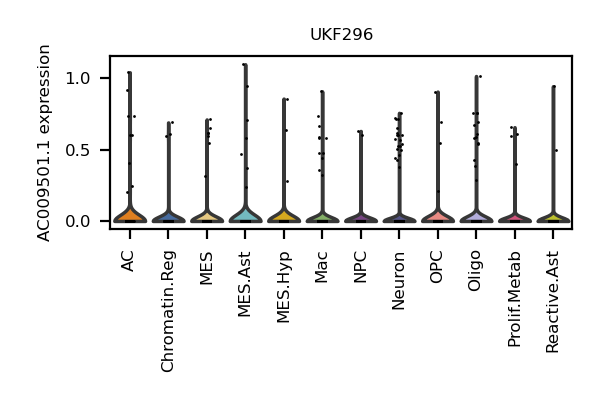 UKF296
AC009501.1 expression
1.0
0.5
0.0
AC
Chromatin.Reg
MES
MES.Ast
MES.Hyp
Mac
NPC
Neuron
OPC
Oligo
Prolif.Metab
Reactive.Ast